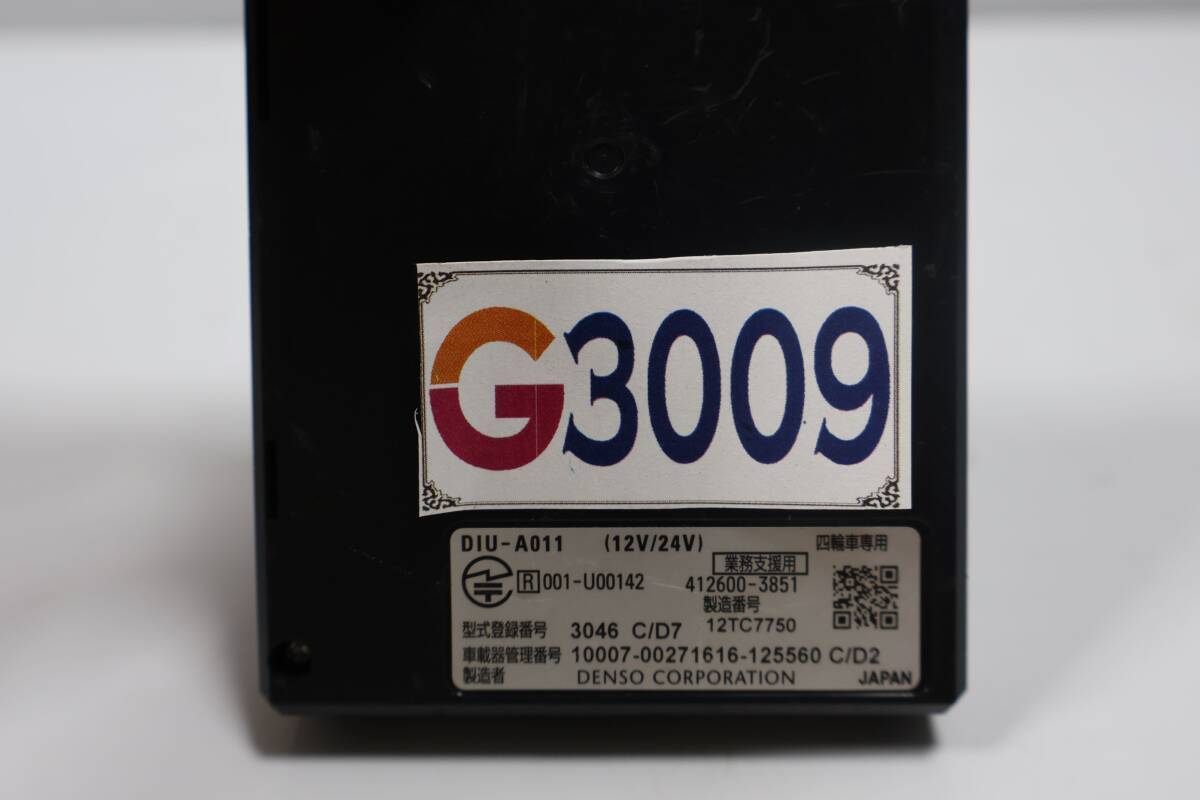 G3009
DIU-A011 (12V/24V) 四輪車専用
業務支援用
R 001-U00142 412600-3851
製造番号
型式登録番号 3046 C/D7 12TC7750
車載器管理番号 10007-00271616-125560 C/D2
製造者 DENSO CORPORATION JAPAN